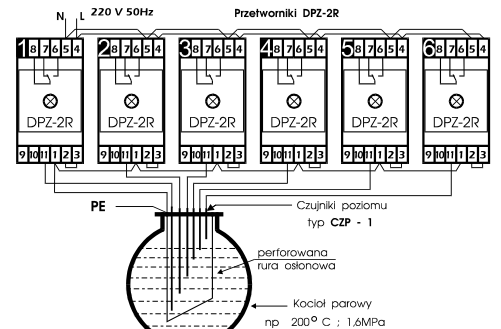 220 V 50Hz
Przetworniki DPZ-2R
N L
1 8 7 6 5 4
2 8 7 6 5 4
3 8 7 6 5 4
4 8 7 6 5 4
5 8 7 6 5 4
6 8 7 6 5 4
DPZ-2R
DPZ-2R
DPZ-2R
DPZ-2R
DPZ-2R
DPZ-2R
9 10 11 1 2 3
9 10 11 1 2 3
9 10 11 1 2 3
9 10 11 1 2 3
9 10 11 1 2 3
9 10 11 1 2 3
PE
Czujniki poziomu
typ CZP - 1
perforowana
rura osłonowa
Kocioł parowy
np 200° C ; 1,6MPa